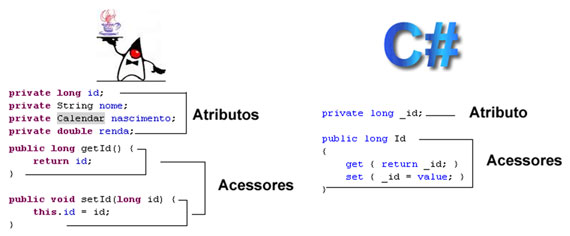 private long id;
private String nome;
private Calendar nascimento;
private double renda;
Atributos
public long getId() (
return id;
)
public void setId(long id) (
this.id = id;
)
Acessores
C#
private long _id;
Atributo
public long Id
(
get ( return _id; )
set ( _id = value; )
)
Acessores